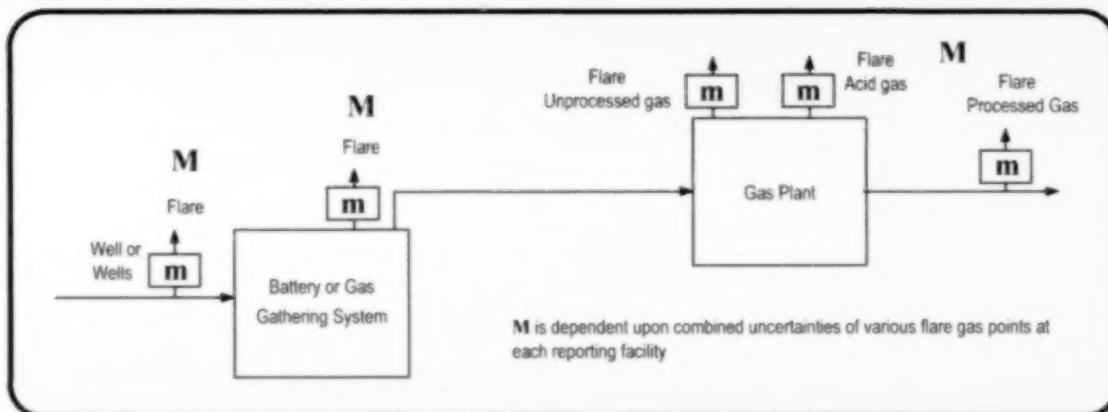 M
Flare
Well or
Wells
m
Battery or Gas
Gathering System
M
Flare
m
Flare
Unprocessed gas
m
m
Flare
Acid gas
Gas Plant
M
Flare
Processed Gas
m
M is dependent upon combined uncertainties of various flare gas points at
each reporting facility